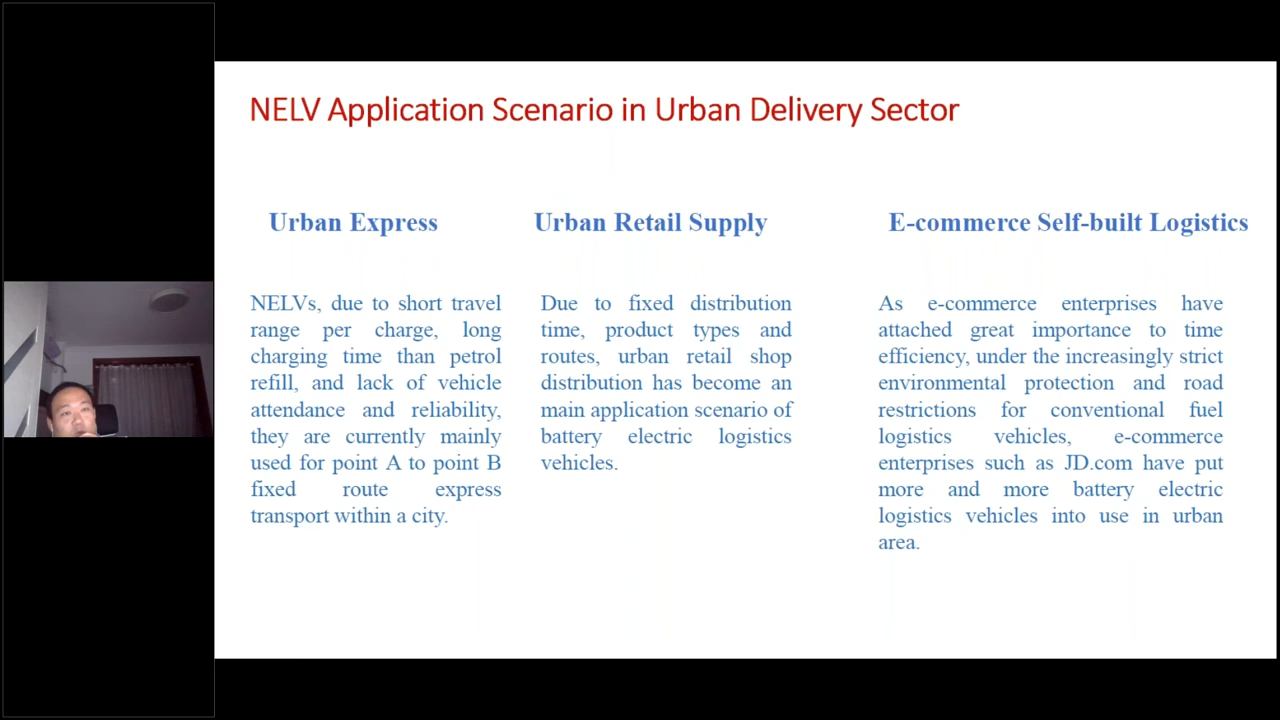 NELV Application Scenario in Urban Delivery Sector
Urban Express
NELVs, due to short travel
range per charge, long
charging time than petrol
refill, and lack of vehicle
attendance and reliability,
they are currently mainly
used for point A to point B
fixed route express
transport within a city.
Urban Retail Supply
Due to fixed distribution
time, product types and
routes, urban retail shop
distribution has become an
main application scenario of
battery electric logistics
vehicles.
E-commerce Self-built Logistics
As e-commerce enterprises have
attached great importance to time
efficiency, under the increasingly strict
environmental protection and road
restrictions for conventional fuel
logistics vehicles, e-commerce
enterprises such as JD.com have put
more and more battery electric
logistics vehicles into use in urban
area.